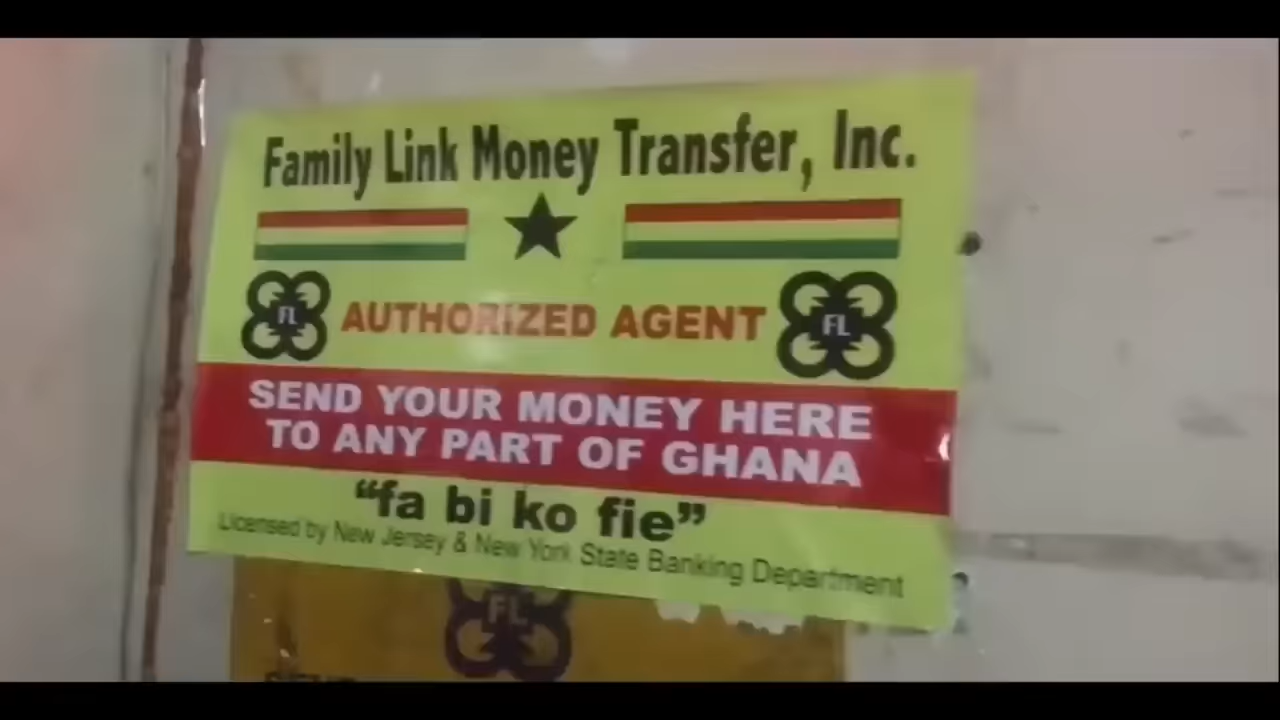 Family Link Money Transfer, Inc.
FL
AUTHORIZED AGENT
FL
SEND YOUR MONEY HERE
TO ANY PART OF GHANA
“fa bi ko fie”
Licensed by New Jersey & New York State Banking Department
FL